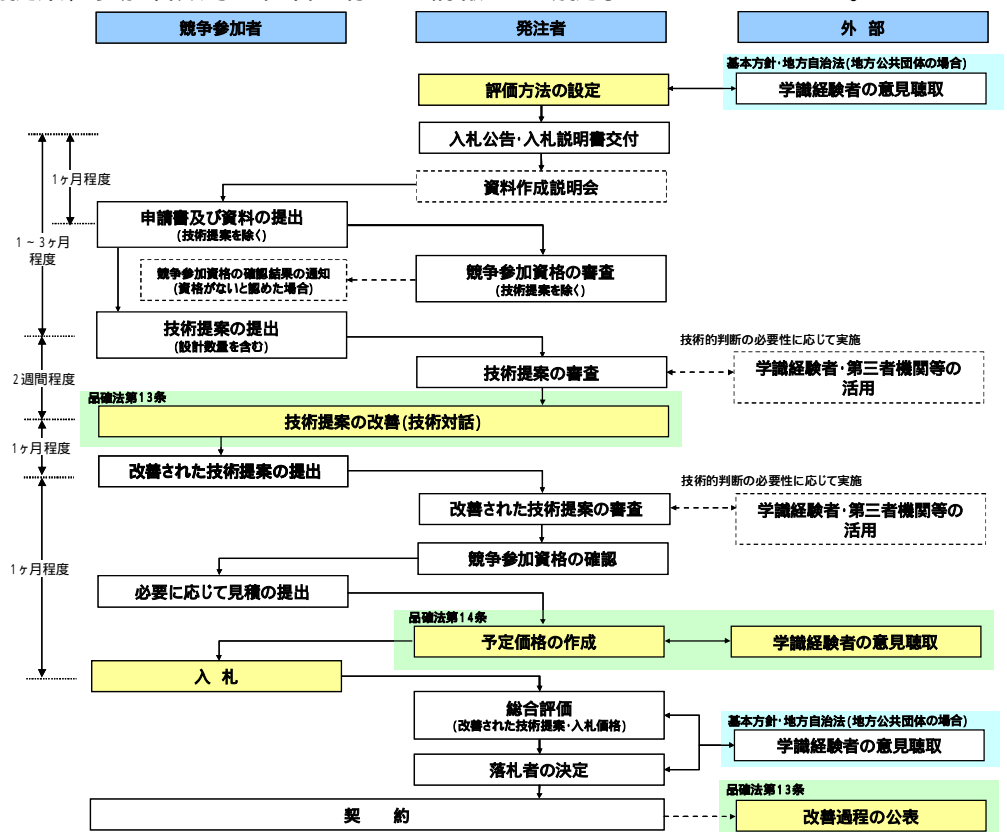 競争参加者
発注者
外 部
基本方針・地方自治法(地方公共団体の場合)
評価方法の設定
学識経験者の意見聴取
入札公告・入札説明書交付
1ヶ月程度
資料作成説明会
申請書及び資料の提出
(技術提案を除く)
1~3ヶ月
程度
競争参加資格の確認結果の通知
(資格がないと認めた場合)
競争参加資格の審査
(技術提案を除く)
技術提案の提出
(設計数量を含む)
技術的判断の必要性に応じて実施
2週間程度
技術提案の審査
学識経験者・第三者機関等の
活用
品確法第13条
技術提案の改善(技術対話)
1ヶ月程度
改善された技術提案の提出
技術的判断の必要性に応じて実施
改善された技術提案の審査
学識経験者・第三者機関等の
活用
競争参加資格の確認
1ヶ月程度
必要に応じて見積の提出
品確法第14条
予定価格の作成
学識経験者の意見聴取
入 札
総合評価
(改善された技術提案・入札価格)
基本方針・地方自治法(地方公共団体の場合)
学識経験者の意見聴取
落札者の決定
品確法第13条
契 約
改善過程の公表